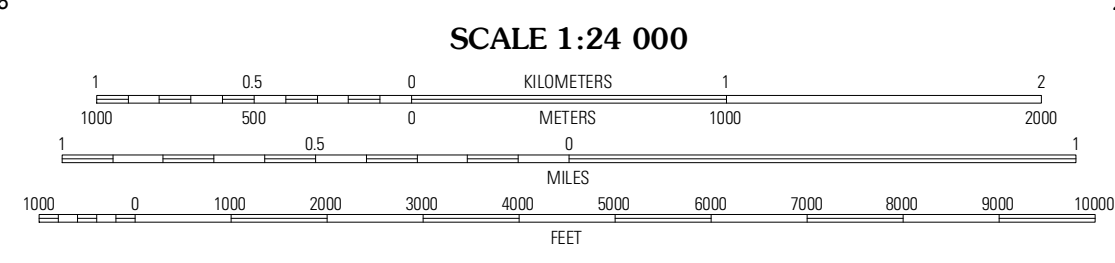 SCALE 1:24 000
1 0.5 0 KILOMETERS 1 2
1000 500 0 METERS 1000 2000
1 0.5 0 1
MILES
1000 0 1000 2000 3000 4000 5000 6000 7000 8000 9000 10000
FEET